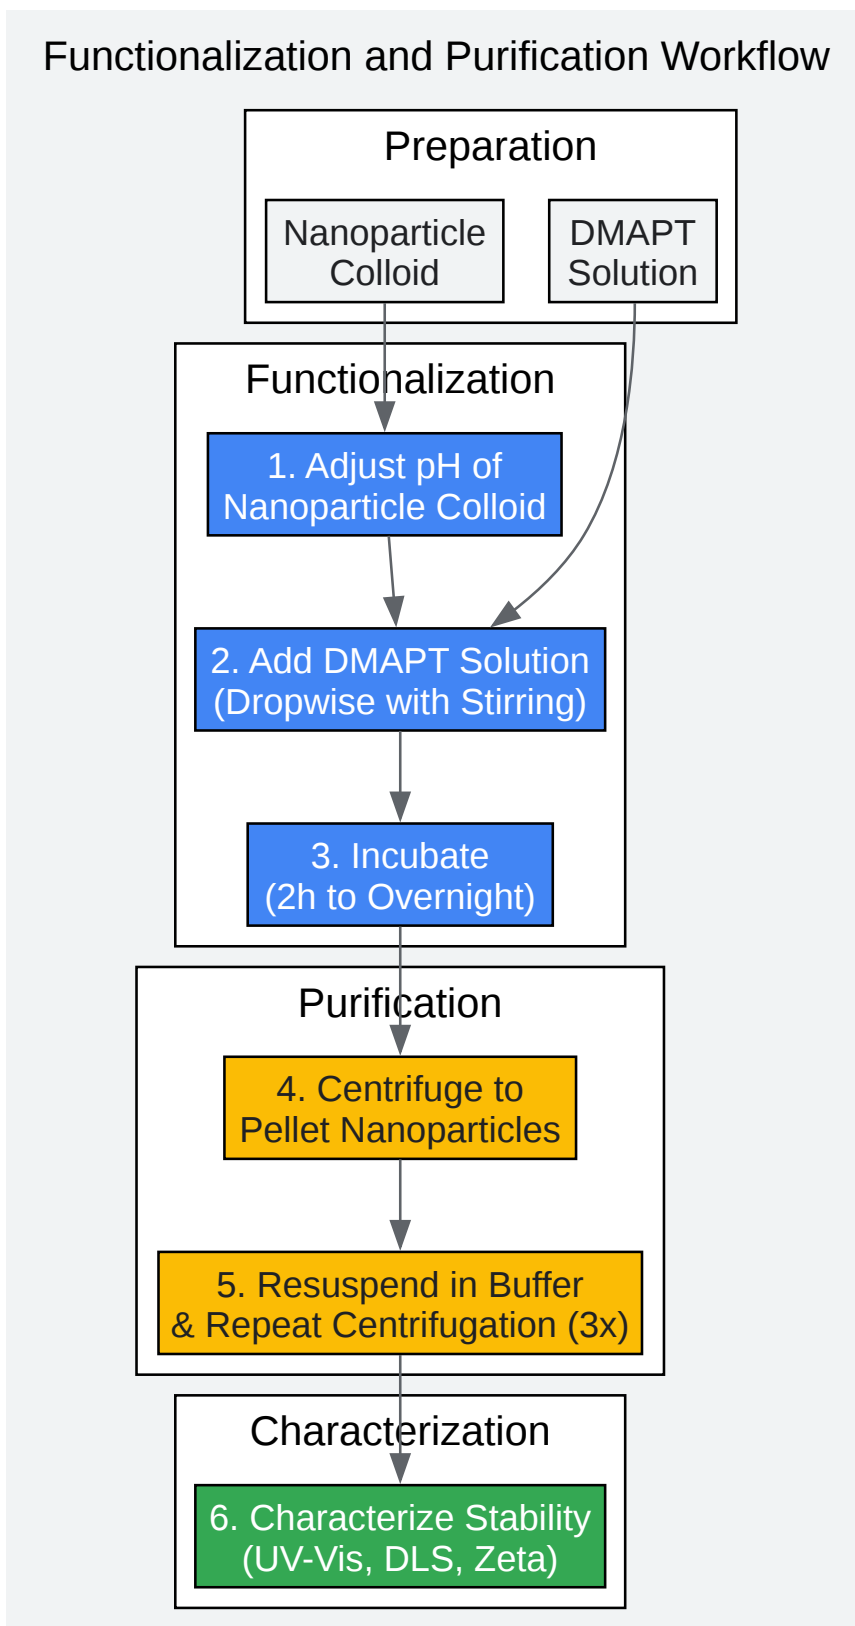 Functionalization and Purification Workflow
Preparation
Nanoparticle
Colloid
DMAPT
Solution
Functionalization
1. Adjust pH of
Nanoparticle Colloid
2. Add DMAPT Solution
(Dropwise with Stirring)
3. Incubate
(2h to Overnight)
Purification
4. Centrifuge to
Pellet Nanoparticles
5. Resuspend in Buffer
& Repeat Centrifugation (3x)
Characterization
6. Characterize Stability
(UV-Vis, DLS, Zeta)